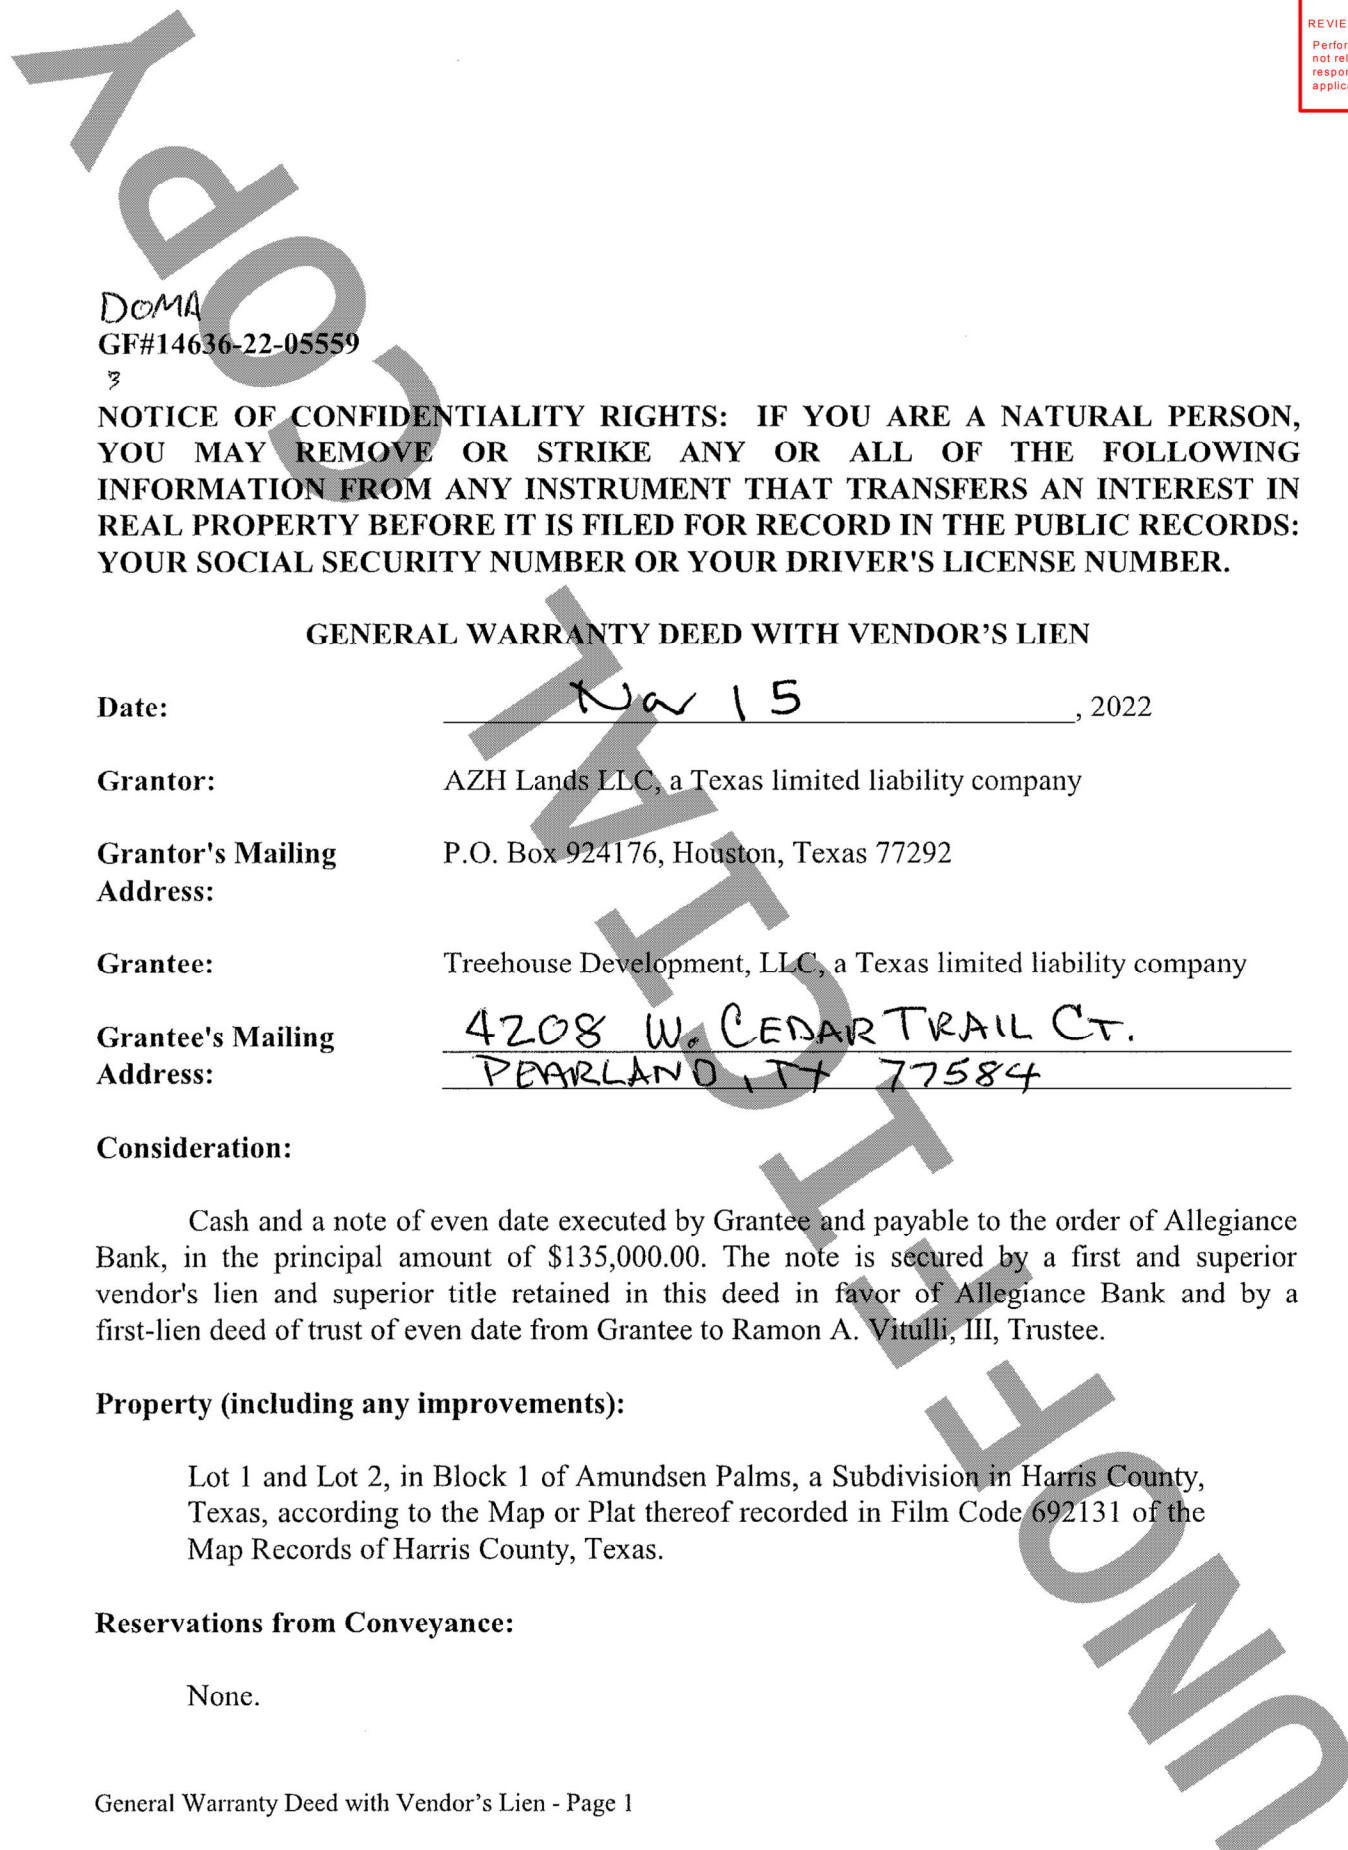 REVIE
Perfor
not rel
respon
applica
DOMA
GF#14636-22-05559
3
NOTICE OF CONFIDENTIALITY RIGHTS: IF YOU ARE A NATURAL PERSON,
YOU MAY REMOVE OR STRIKE ANY OR ALL OF THE FOLLOWING
INFORMATION FROM ANY INSTRUMENT THAT TRANSFERS AN INTEREST IN
REAL PROPERTY BEFORE IT IS FILED FOR RECORD IN THE PUBLIC RECORDS:
YOUR SOCIAL SECURITY NUMBER OR YOUR DRIVER'S LICENSE NUMBER.
GENERAL WARRANTY DEED WITH VENDOR’S LIEN
Date: Nov 15, 2022
Grantor: AZH Lands LLC, a Texas limited liability company
Grantor's Mailing P.O. Box 924176, Houston, Texas 77292
Address:
Grantee: Treehouse Development, LLC, a Texas limited liability company
Grantee's Mailing 4208 W. CEDAR TRAIL CT.
Address: PEARLAND, TX 77584
Consideration:
Cash and a note of even date executed by Grantee and payable to the order of Allegiance
Bank, in the principal amount of $135,000.00. The note is secured by a first and superior
vendor's lien and superior title retained in this deed in favor of Allegiance Bank and by a
first-lien deed of trust of even date from Grantee to Ramon A. Vitulli, III, Trustee.
Property (including any improvements):
Lot 1 and Lot 2, in Block 1 of Amundsen Palms, a Subdivision in Harris County,
Texas, according to the Map or Plat thereof recorded in Film Code 692131 of the
Map Records of Harris County, Texas.
Reservations from Conveyance:
None.
General Warranty Deed with Vendor’s Lien - Page 1
UNOFFICIAL COPY